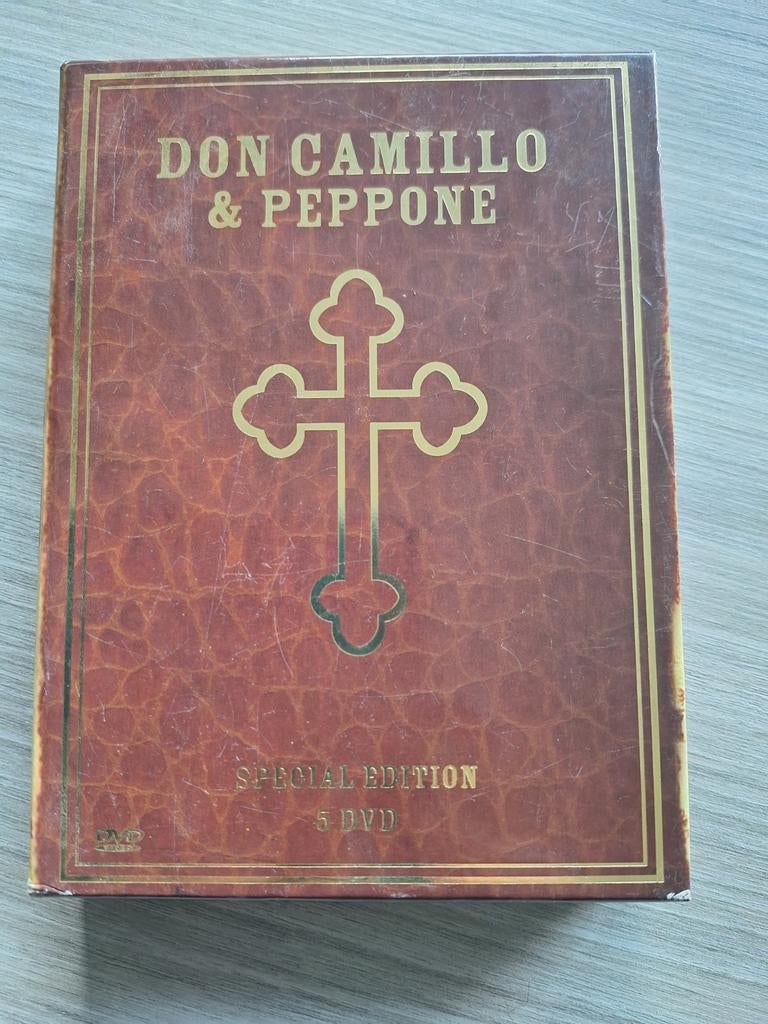 DON CAMILLO
& PEPPONE
SPECIAL EDITION
5 DVD
DVD